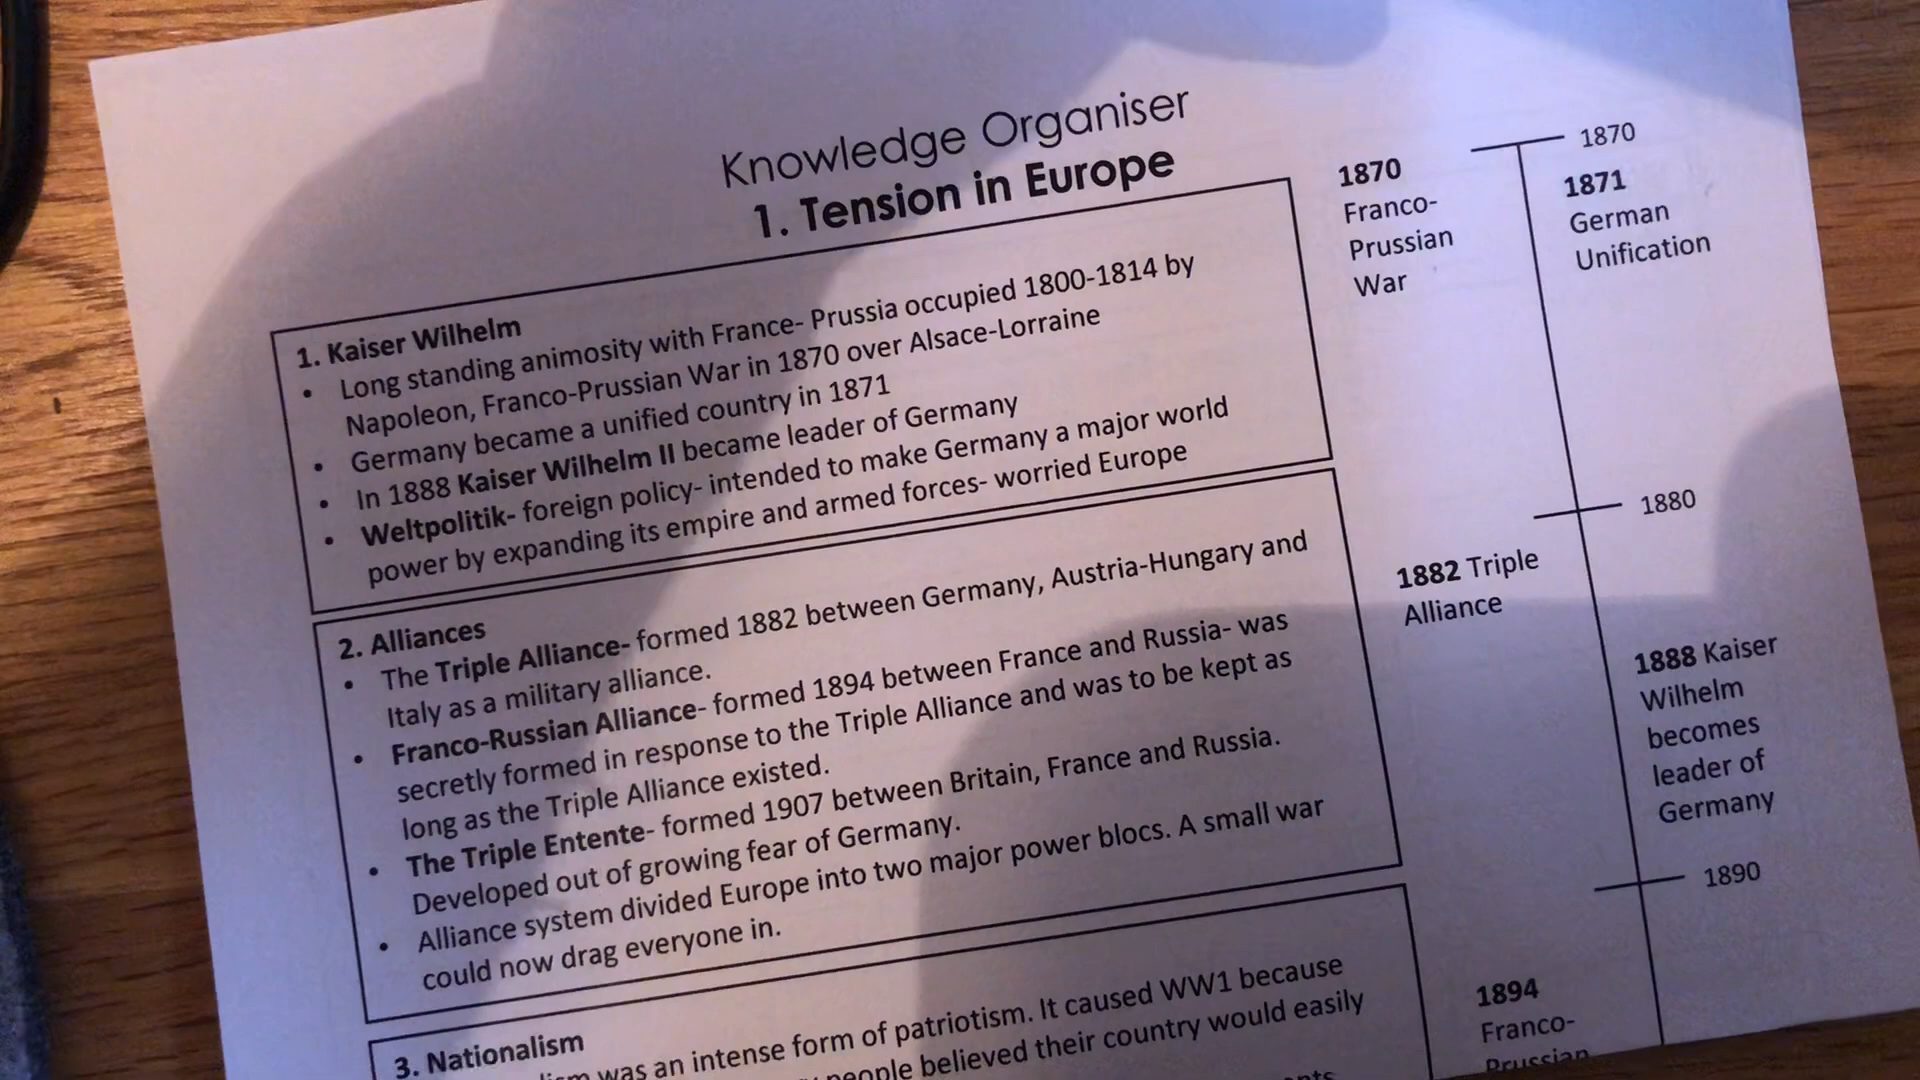 Knowledge Organiser
1. Tension in Europe
1. Kaiser Wilhelm
• Long standing animosity with France- Prussia occupied 1800-1814 by
Napoleon, Franco-Prussian War in 1870 over Alsace-Lorraine
• Germany became a unified country in 1871
• In 1888 Kaiser Wilhelm II became leader of Germany
• Weltpolitik- foreign policy- intended to make Germany a major world
power by expanding its empire and armed forces- worried Europe
2. Alliances
• The Triple Alliance- formed 1882 between Germany, Austria-Hungary and
Italy as a military alliance.
• Franco-Russian Alliance- formed 1894 between France and Russia- was
secretly formed in response to the Triple Alliance and was to be kept as
long as the Triple Alliance existed.
• The Triple Entente- formed 1907 between Britain, France and Russia.
Developed out of growing fear of Germany.
• Alliance system divided Europe into two major power blocs. A small war
could now drag everyone in.
3. Nationalism
was an intense form of patriotism. It caused WW1 because
people believed their country would easily
1870
1870
Franco-
Prussian
War
1871
German
Unification
1880
1882 Triple
Alliance
1888 Kaiser
Wilhelm
becomes
leader of
Germany
1890
1894
Franco-
Prussian